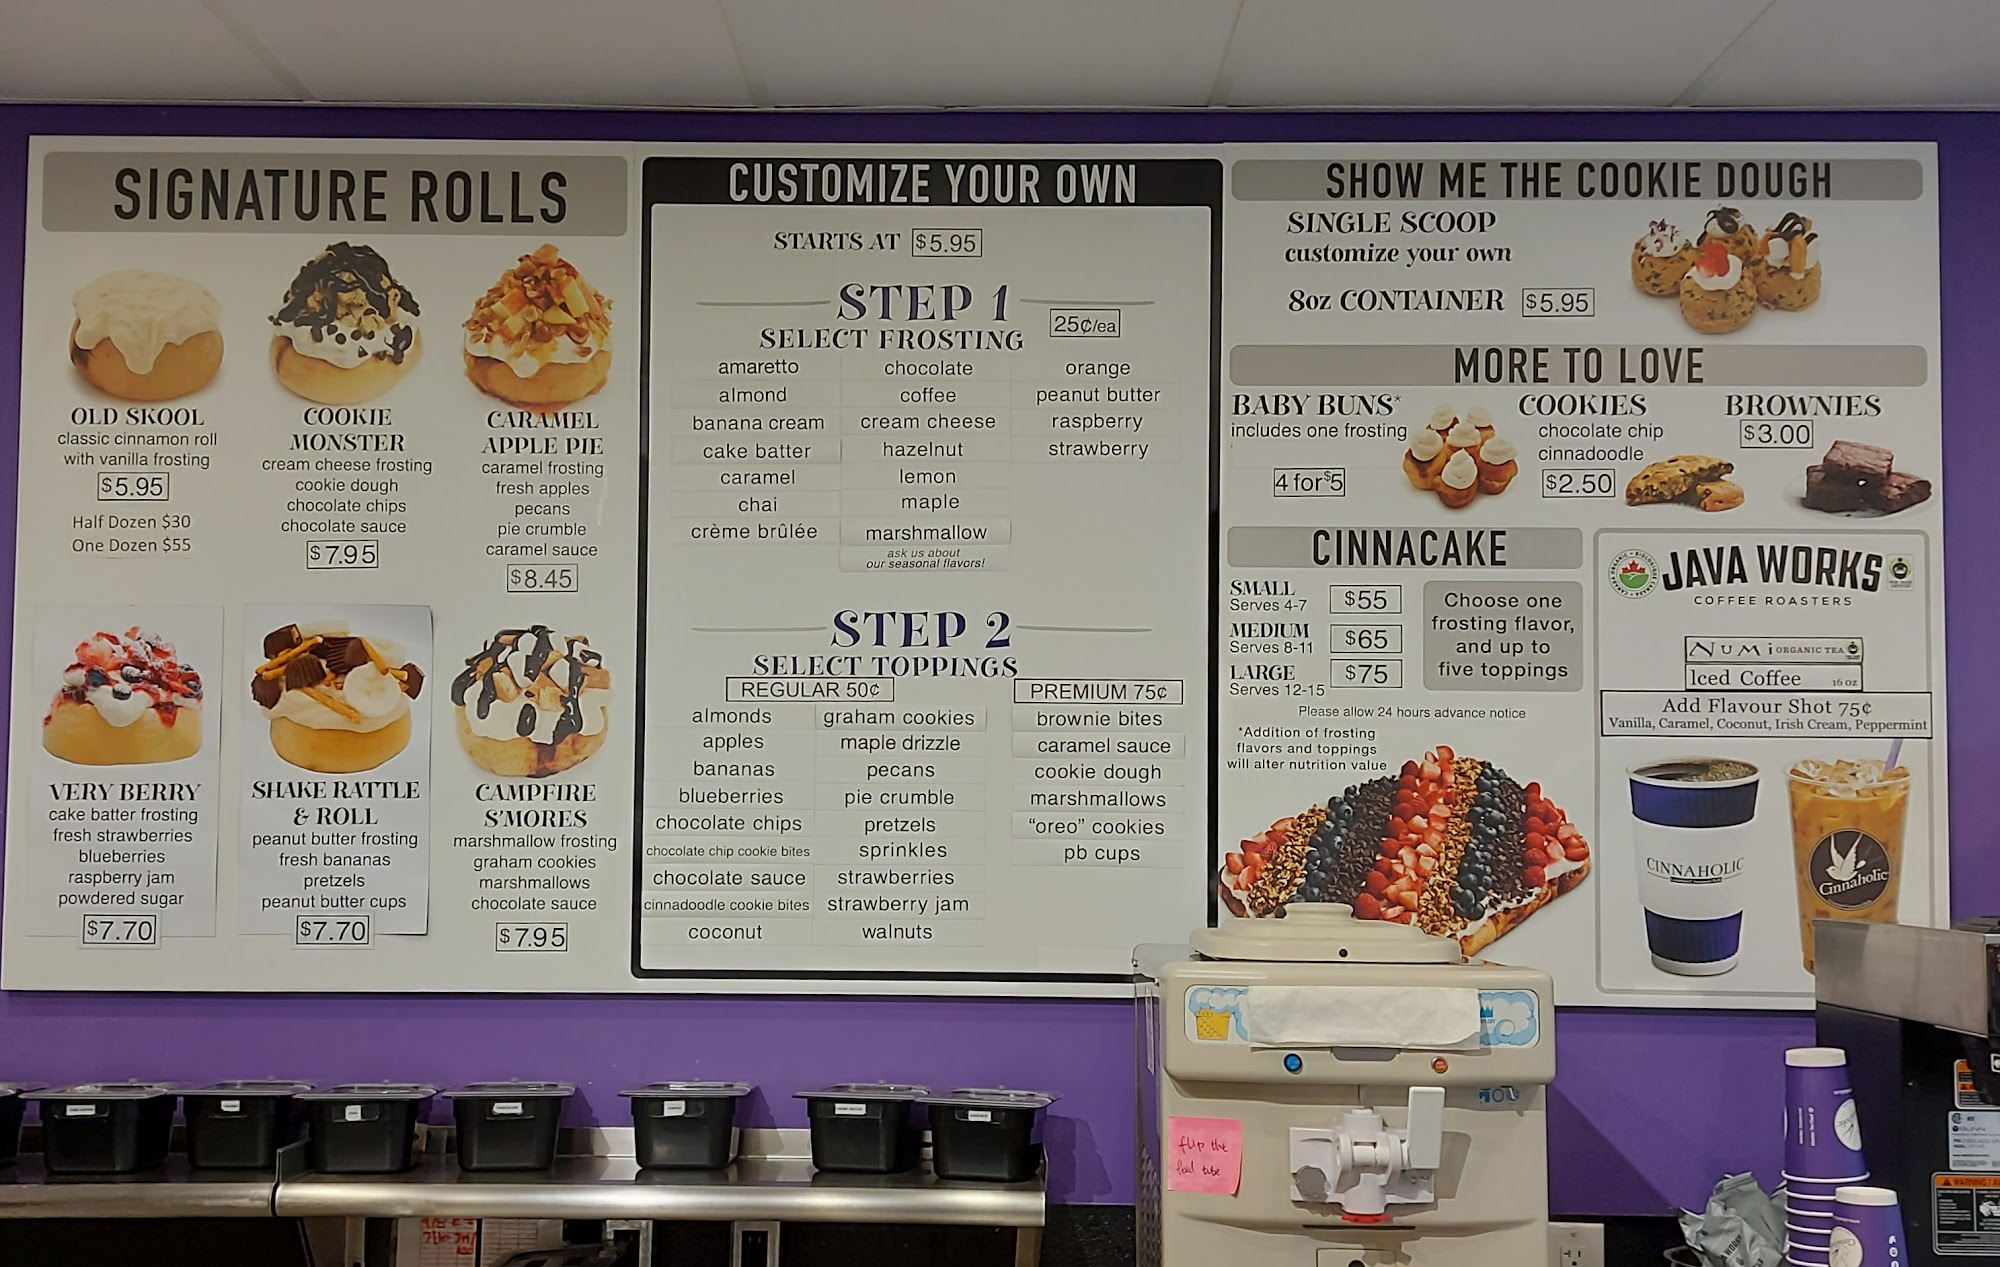 SIGNATURE ROLLS
OLD SKOOL
classic cinnamon roll
with vanilla frosting
$5.95
Half Dozen $30
One Dozen $55
COOKIE
MONSTER
cream cheese frosting
cookie dough
chocolate chips
chocolate sauce
$7.95
CARAMEL
APPLE PIE
caramel frosting
fresh apples
pecans
pie crumble
caramel sauce
$8.45
VERY BERRY
cake batter frosting
fresh strawberries
blueberries
raspberry jam
powdered sugar
$7.70
SHAKE RATTLE
& ROLL
peanut butter frosting
fresh bananas
pretzels
peanut butter cups
$7.70
CAMPFIRE
S'MORES
marshmallow frosting
graham cookies
marshmallows
chocolate sauce
$7.95
CUSTOMIZE YOUR OWN
STARTS AT $5.95
STEP 1
SELECT FROSTING
25¢/ea
amaretto
almond
banana cream
cake batter
caramel
chai
crème brûlée
chocolate
coffee
cream cheese
hazelnut
lemon
maple
marshmallow
ask us about
our seasonal flavors!
orange
peanut butter
raspberry
strawberry
STEP 2
SELECT TOPPINGS
REGULAR 50¢
almonds
apples
bananas
blueberries
chocolate chips
chocolate chip cookie bites
chocolate sauce
cinnadoodle cookie bites
coconut
graham cookies
maple drizzle
pecans
pie crumble
pretzels
sprinkles
strawberries
strawberry jam
walnuts
PREMIUM 75¢
brownie bites
caramel sauce
cookie dough
marshmallows
"oreo" cookies
pb cups
SHOW ME THE COOKIE DOUGH
SINGLE SCOOP
customize your own
8oz CONTAINER $5.95
MORE TO LOVE
BABY BUNS*
includes one frosting
4 for $5
COOKIES
chocolate chip
cinnadoodle
$2.50
BROWNIES
$3.00
CINNACAKE
SMALL
Serves 4-7
$55
MEDIUM
Serves 8-11
$65
LARGE
Serves 12-15
$75
Choose one
frosting flavor,
and up to
five toppings
Please allow 24 hours advance notice
*Addition of frosting
flavors and toppings
will alter nutrition value
JAVA WORKS
COFFEE ROASTERS
NUMi ORGANIC TEA
Iced Coffee 16 oz
Add Flavour Shot 75¢
Vanilla, Caramel, Coconut, Irish Cream, Peppermint
CINNAHOLIC
Cinnaholic
flip the
feed tube
WARNING